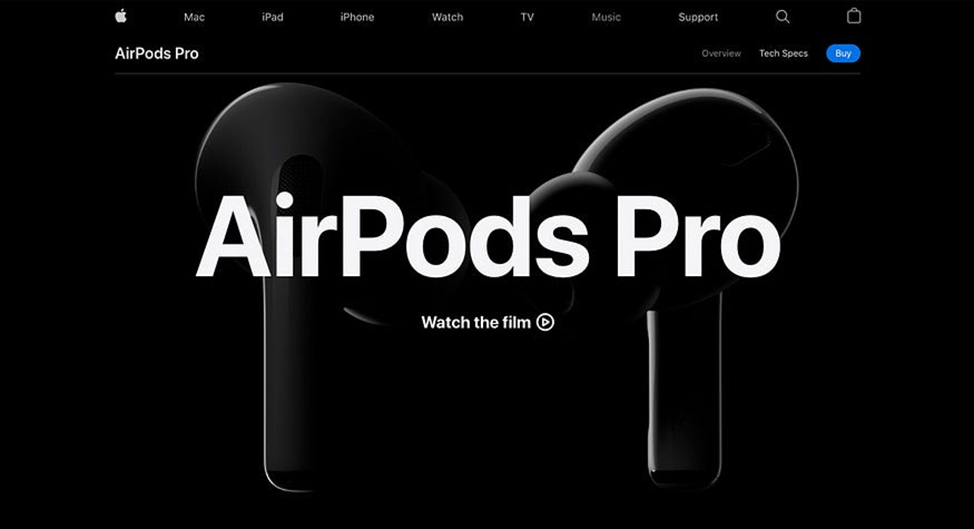 Mac iPad iPhone Watch TV Music Support
AirPods Pro Overview Tech Specs Buy
AirPods Pro
Watch the film